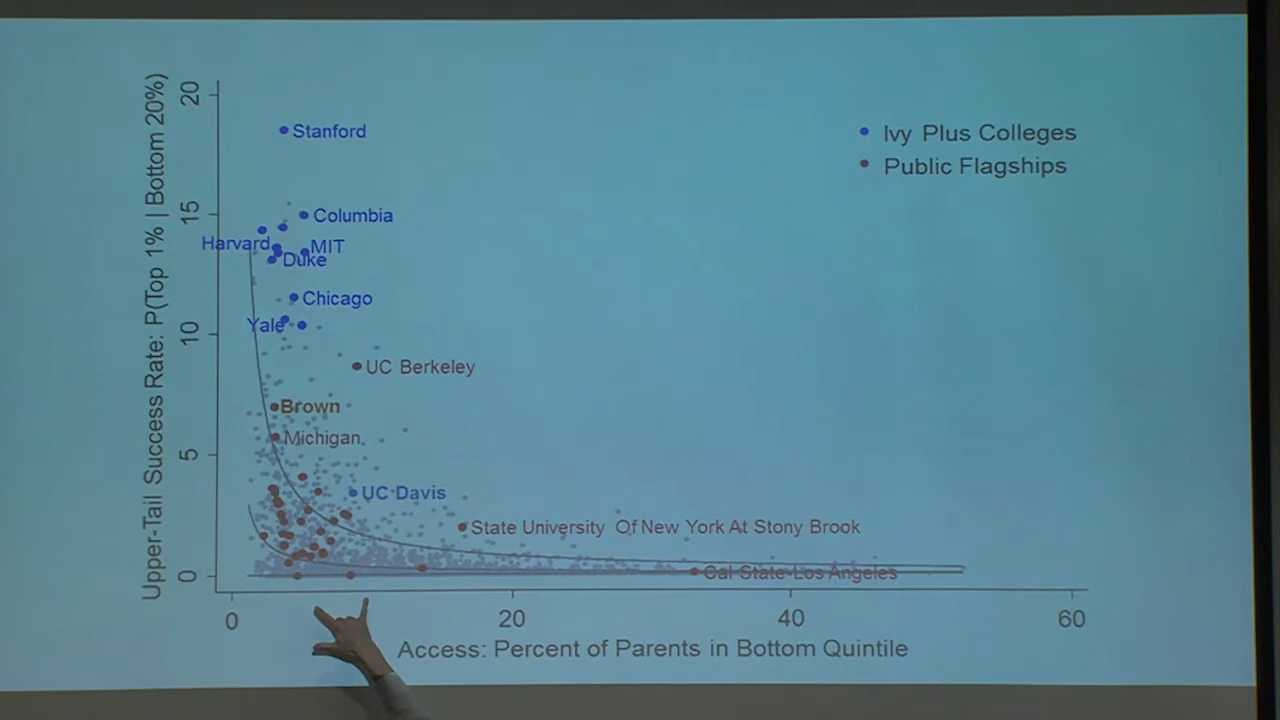 Upper-Tail Success Rate: P(Top 1% | Bottom 20%)
20
15
10
5
0
Stanford
Columbia
Harvard
MIT
Duke
Chicago
Yale
UC Berkeley
Brown
Michigan
UC Davis
State University Of New York At Stony Brook
Cal State-Los Angeles
Ivy Plus Colleges
Public Flagships
0
20
40
60
Access: Percent of Parents in Bottom Quintile